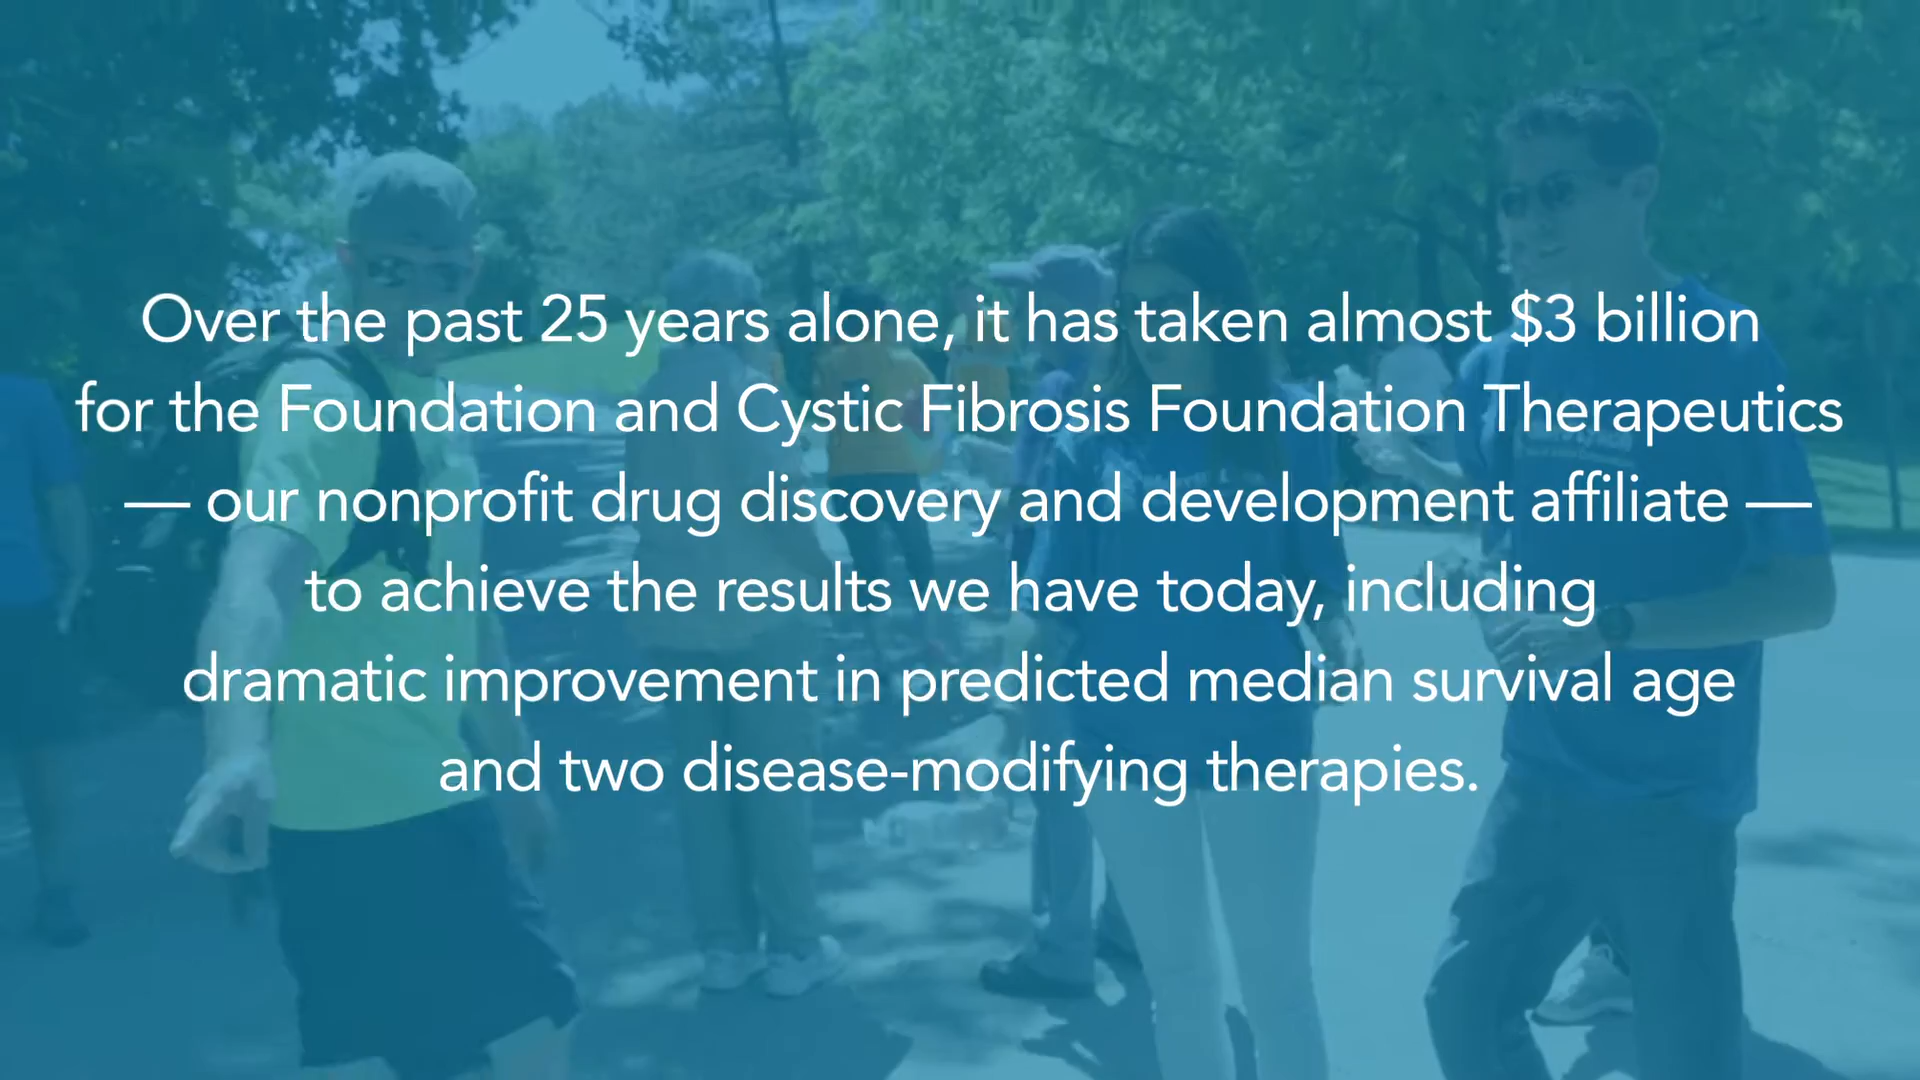 Over the past 25 years alone, it has taken almost $3 billion
for the Foundation and Cystic Fibrosis Foundation Therapeutics
— our nonprofit drug discovery and development affiliate —
to achieve the results we have today, including
dramatic improvement in predicted median survival age
and two disease-modifying therapies.